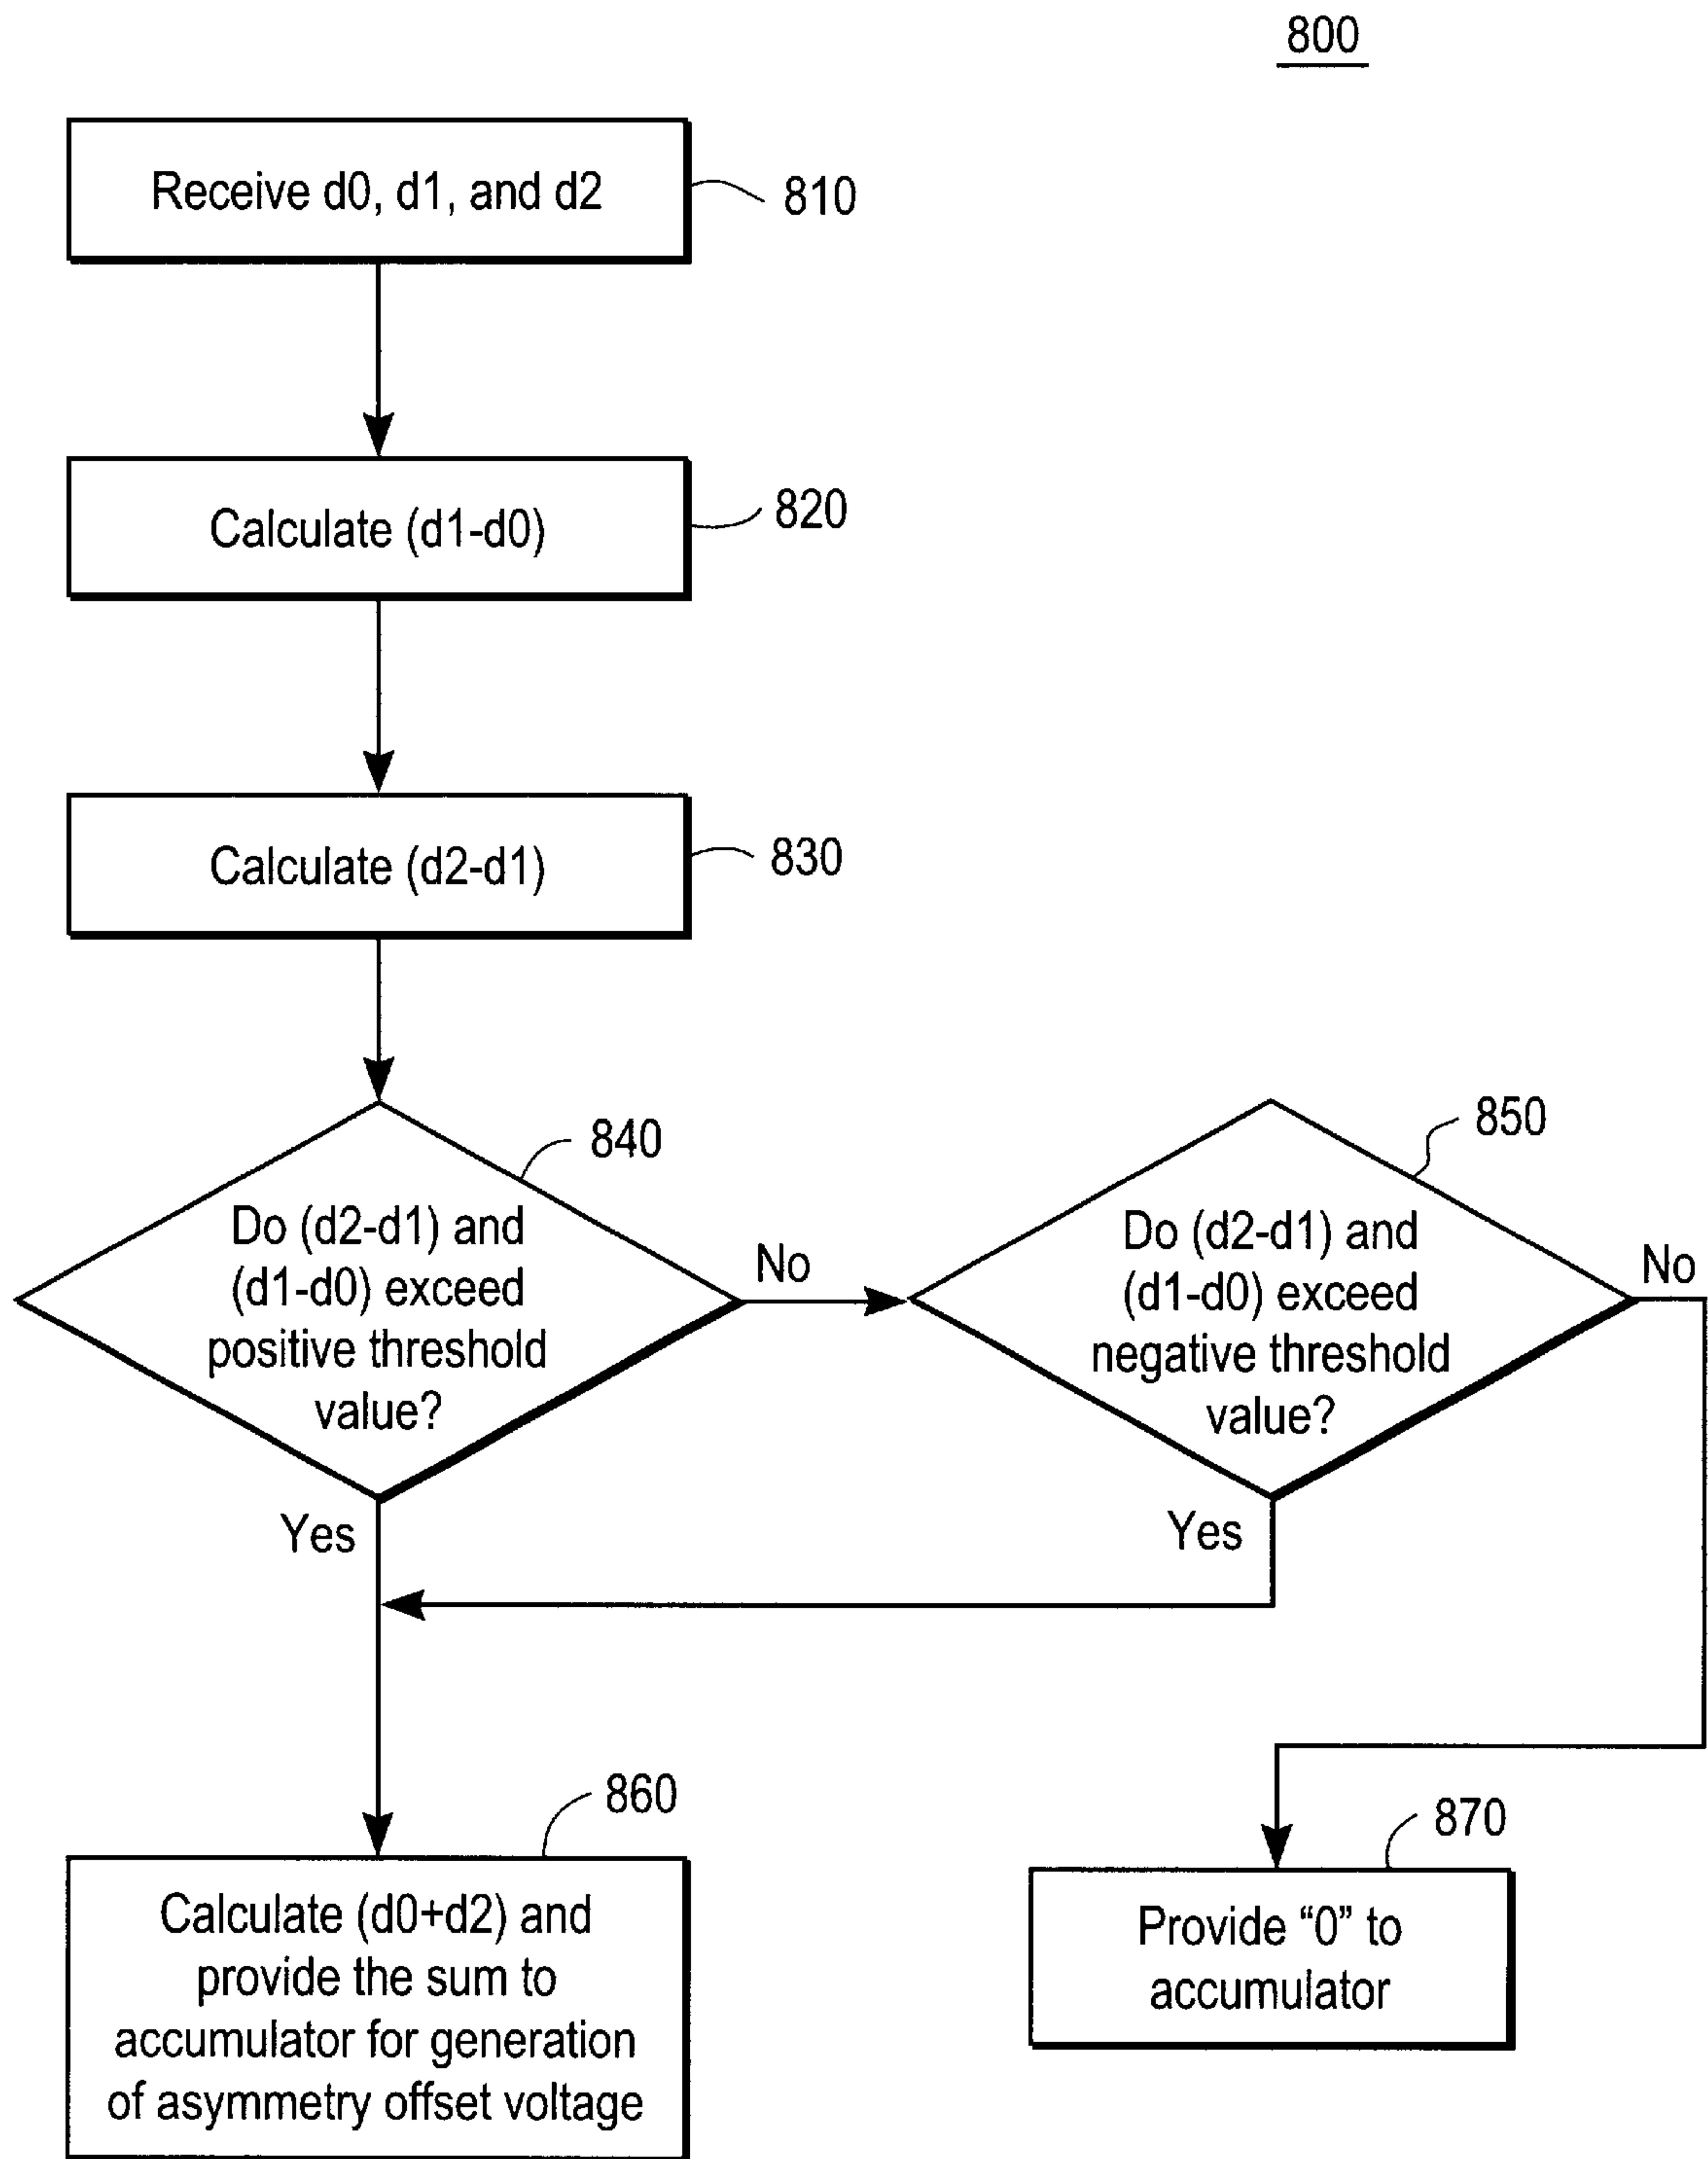 800
Receive d0, d1, and d2
810
Calculate (d1-d0)
820
Calculate (d2-d1)
830
840
Do (d2-d1) and
(d1-d0) exceed
positive threshold
value?
No
Yes
850
Do (d2-d1) and
(d1-d0) exceed
negative threshold
value?
No
Yes
860
Calculate (d0+d2) and
provide the sum to
accumulator for generation
of asymmetry offset voltage
870
Provide “0” to
accumulator